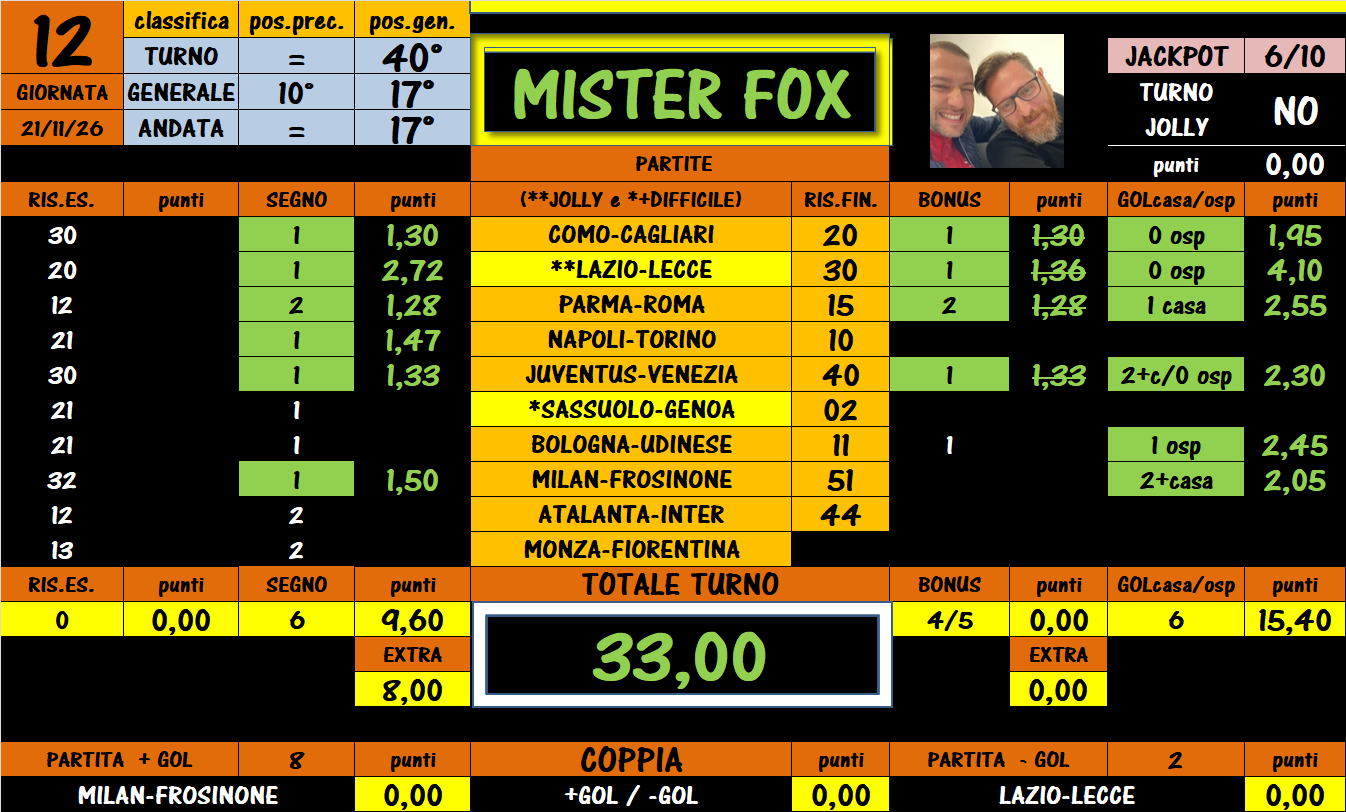 12 classifica pos.prec. pos.gen.
TURNO = 40°
GIORNATA GENERALE 10° 17°
21/11/26 ANDATA = 17°
MISTER FOX
JACKPOT 6/10
TURNO JOLLY NO
punti 0,00
PARTITE
RIS.ES. punti SEGNO punti (**JOLLY e *+DIFFICILE) RIS.FIN. BONUS punti GOLcasa/osp punti
30 1 1,30 COMO-CAGLIARI 20 1 1,30 0 osp 1,95
20 1 2,72 **LAZIO-LECCE 30 1 1,36 0 osp 4,10
12 2 1,28 PARMA-ROMA 15 2 1,28 1 casa 2,55
21 1 1,47 NAPOLI-TORINO 10
30 1 1,33 JUVENTUS-VENEZIA 40 1 1,33 2+c/0 osp 2,30
21 1 *SASSUOLO-GENOA 02
21 1 BOLOGNA-UDINESE 11 1 1 osp 2,45
32 1 1,50 MILAN-FROSINONE 51 2+casa 2,05
12 2 ATALANTA-INTER 44
13 2 MONZA-FIORENTINA
RIS.ES. punti SEGNO punti TOTALE TURNO BONUS punti GOLcasa/osp punti
0 0,00 6 9,60 33,00 4/5 0,00 6 15,40
EXTRA EXTRA
8,00 0,00
PARTITA + GOL 8 punti COPPIA punti PARTITA - GOL 2 punti
MILAN-FROSINONE 0,00 +GOL / -GOL 0,00 LAZIO-LECCE 0,00